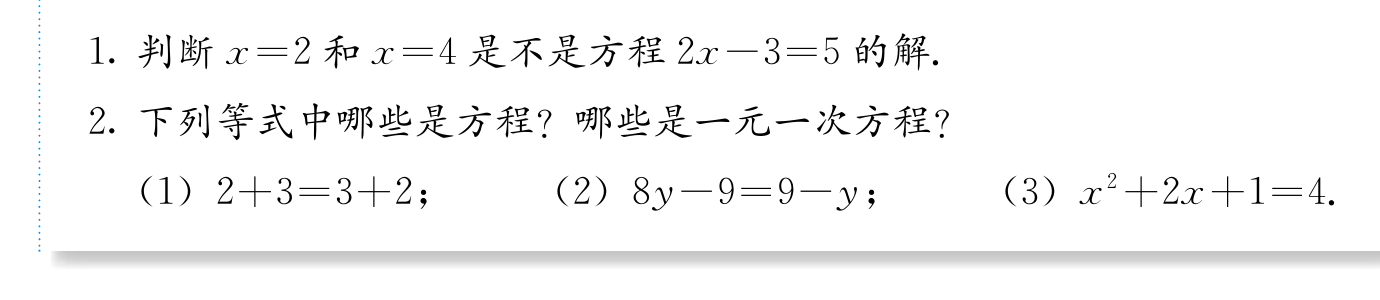 1. 判断 x=2 和 x=4 是不是方程 2x-3=5 的解.
2. 下列等式中哪些是方程? 哪些是一元一次方程?
(1) 2+3=3+2; (2) 8y-9=9-y; (3) x²+2x+1=4.